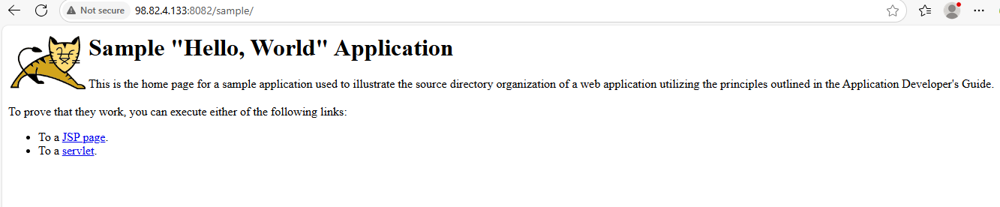 Not secure 98.82.4.133:8082/sample/
Sample "Hello, World" Application
This is the home page for a sample application used to illustrate the source directory organization of a web application utilizing the principles outlined in the Application Developer's Guide.
To prove that they work, you can execute either of the following links:
• To a JSP page.
• To a servlet.